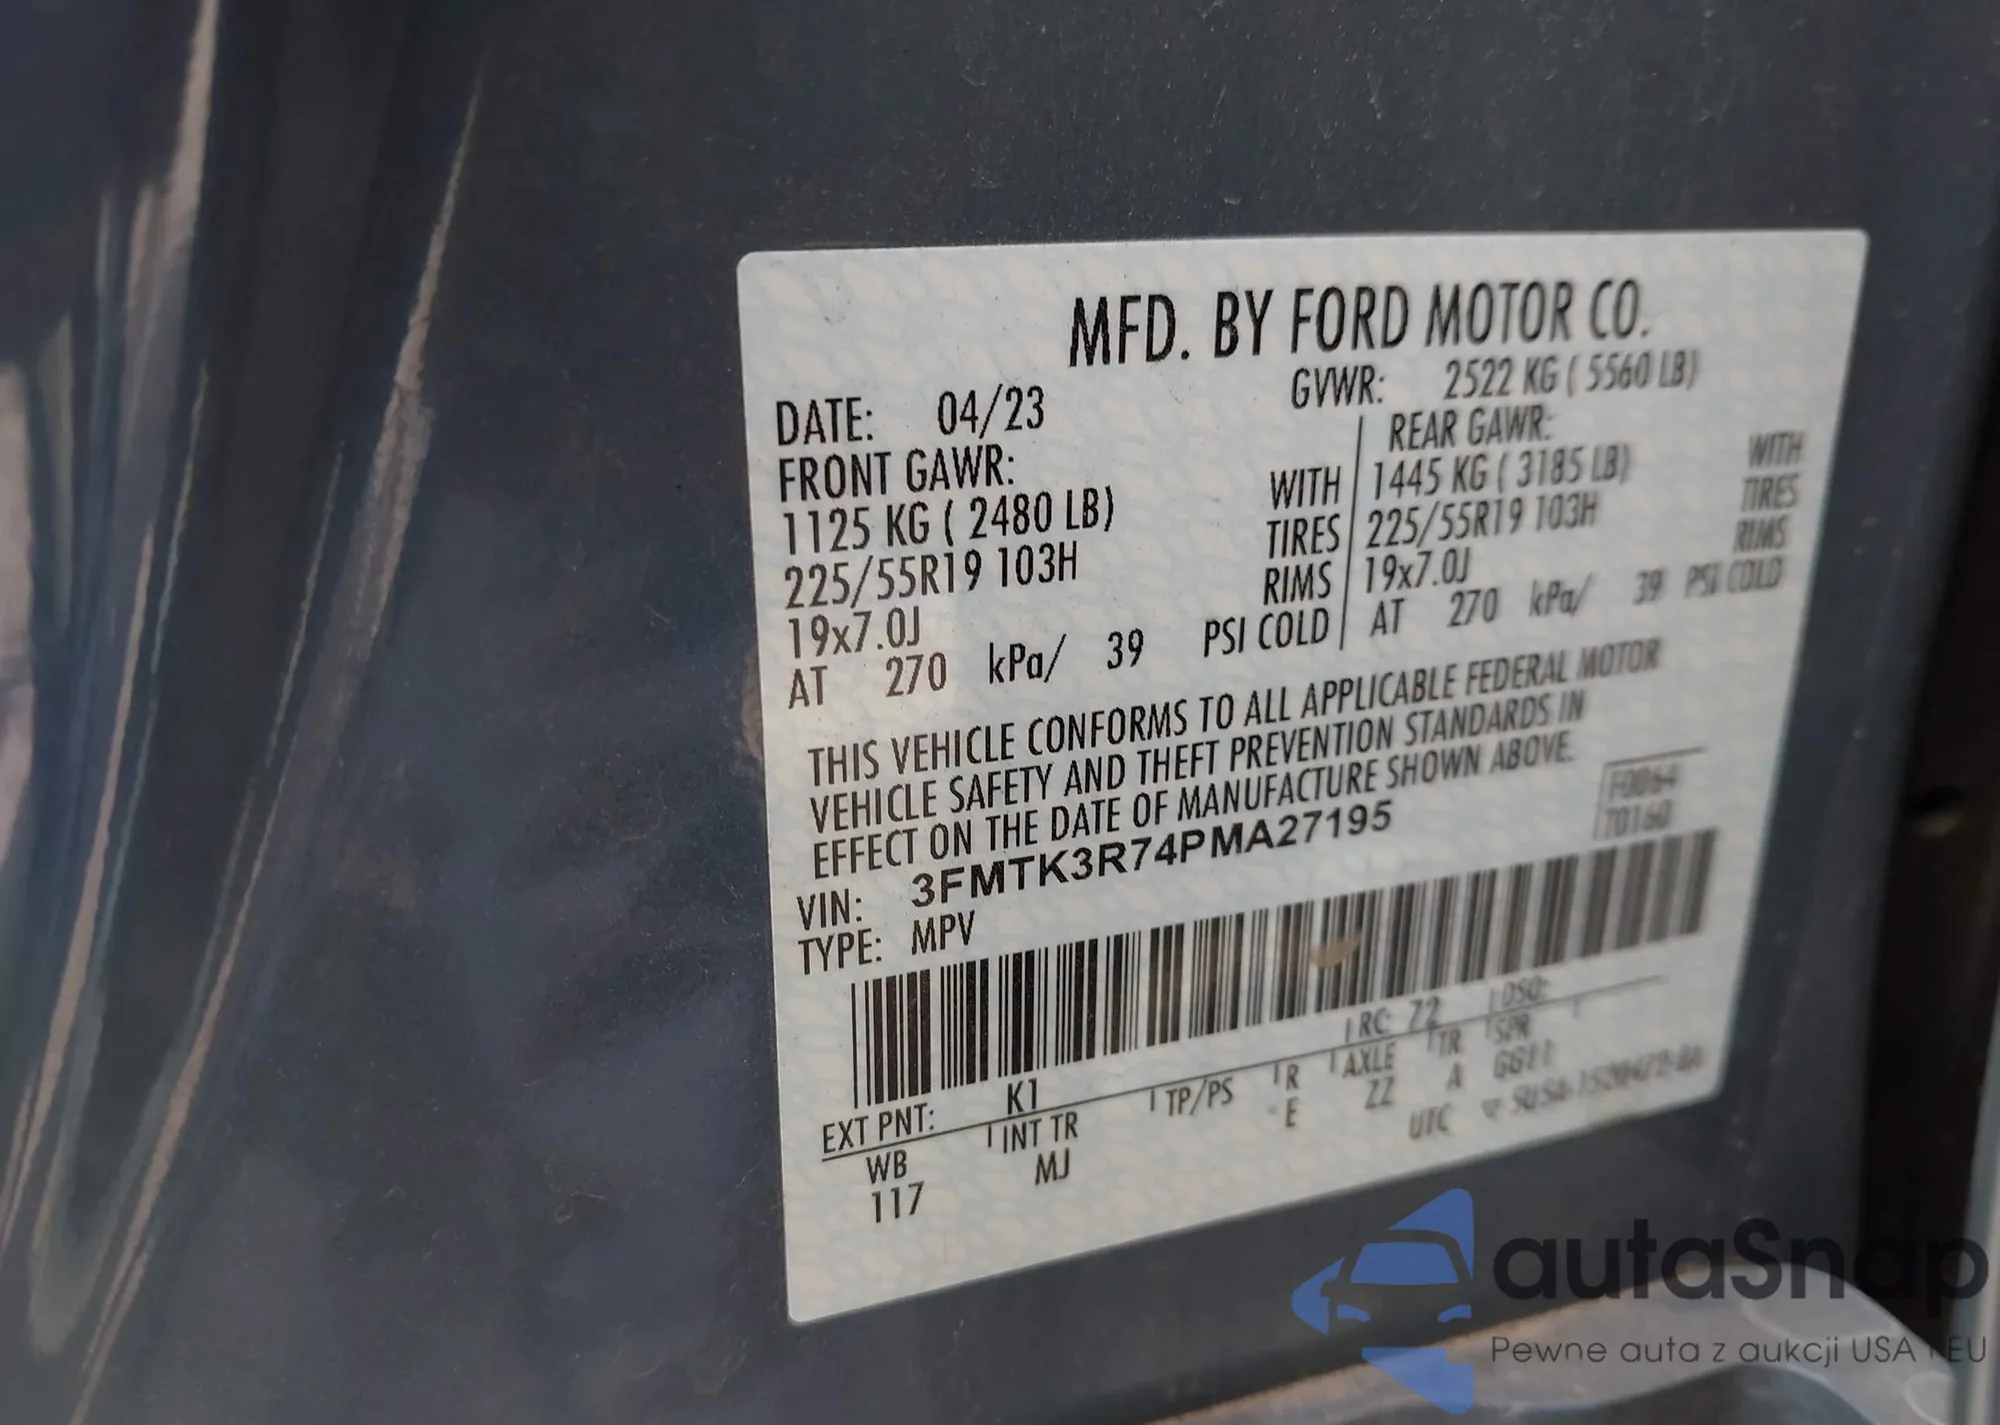 MFD. BY FORD MOTOR CO.
DATE: 04/23 GVWR: 2522 KG ( 5560 LB)
FRONT GAWR: REAR GAWR:
1125 KG ( 2480 LB) WITH 1445 KG ( 3185 LB) WITH
225/55R19 103H TIRES 225/55R19 103H TIRES
19x7.0J RIMS 19x7.0J RIMS
AT 270 kPa/ 39 PSI COLD AT 270 kPa/ 39 PSI COLD
THIS VEHICLE CONFORMS TO ALL APPLICABLE FEDERAL MOTOR
VEHICLE SAFETY AND THEFT PREVENTION STANDARDS IN
EFFECT ON THE DATE OF MANUFACTURE SHOWN ABOVE.
F0064
T0160
VIN: 3FMTK3R74PMA27195
TYPE: MPV
EXT PNT: K1 RC: 72 DSO:
WB INT TR TP/PS R AXLE TR SPR
117 MJ E ZZ A GG11
UTC
autaSnap
Pewne auta z aukcji USA i EU